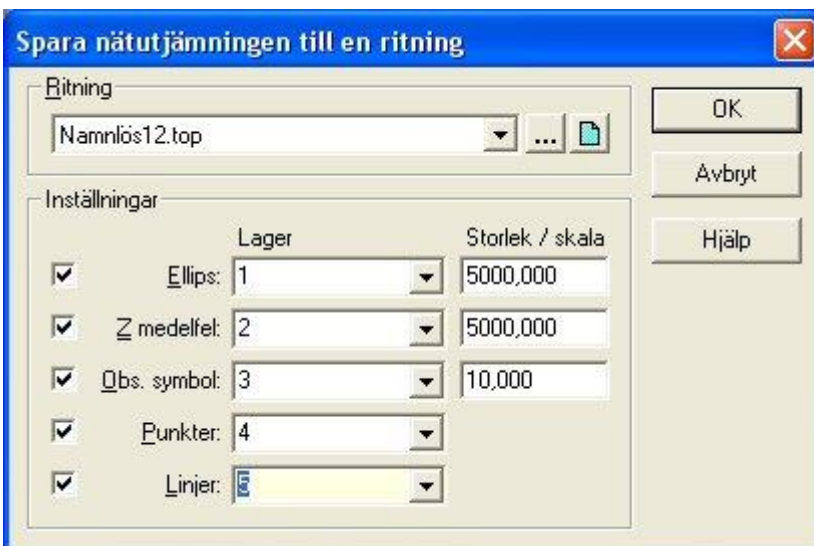 Spara nätutjämningen till en ritning
Ritning
Namnlös12.top
...
OK
Avbryt
Hjälp
Inställningar
Lager Storlek / skala
Ellips: 1 5000,000
Z medelfel: 2 5000,000
Obs. symbol: 3 10,000
Punkter: 4
Linjer: 5